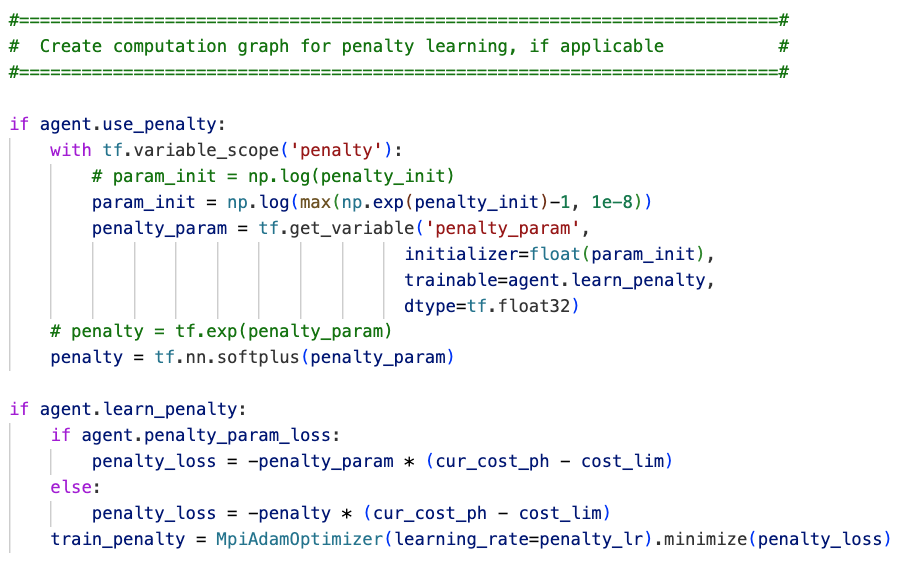 #=========================================================================#
#  Create computation graph for penalty learning, if applicable           #
#=========================================================================#

if agent.use_penalty:
    with tf.variable_scope('penalty'):
        # param_init = np.log(penalty_init)
        param_init = np.log(max(np.exp(penalty_init)-1, 1e-8))
        penalty_param = tf.get_variable('penalty_param',
                                      initializer=float(param_init),
                                      trainable=agent.learn_penalty,
                                      dtype=tf.float32)
    # penalty = tf.exp(penalty_param)
    penalty = tf.nn.softplus(penalty_param)

if agent.learn_penalty:
    if agent.penalty_param_loss:
        penalty_loss = -penalty_param * (cur_cost_ph - cost_lim)
    else:
        penalty_loss = -penalty * (cur_cost_ph - cost_lim)
    train_penalty = MpiAdamOptimizer(learning_rate=penalty_lr).minimize(penalty_loss)